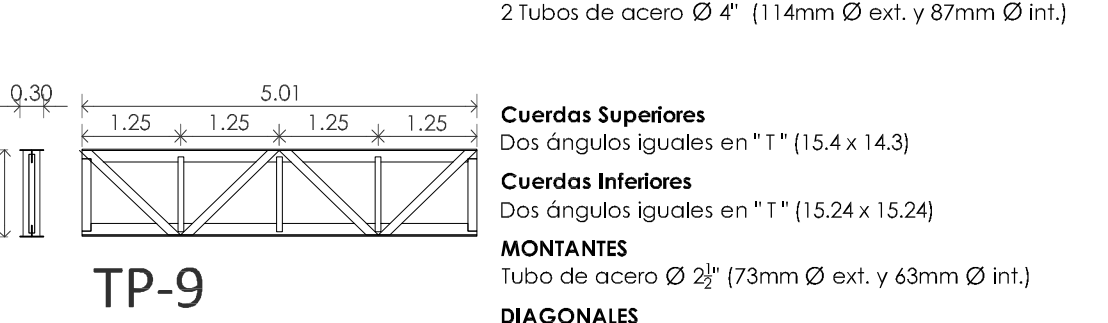 2 Tubos de acero Ø 4" (114mm Ø ext. y 87mm Ø int.)
0.30
5.01
1.25 1.25 1.25 1.25
Cuerdas Superiores
Dos ángulos iguales en " T " (15.4 x 14.3)
Cuerdas Inferiores
Dos ángulos iguales en " T " (15.24 x 15.24)
MONTANTES
Tubo de acero Ø 2½" (73mm Ø ext. y 63mm Ø int.)
TP-9
DIAGONALES